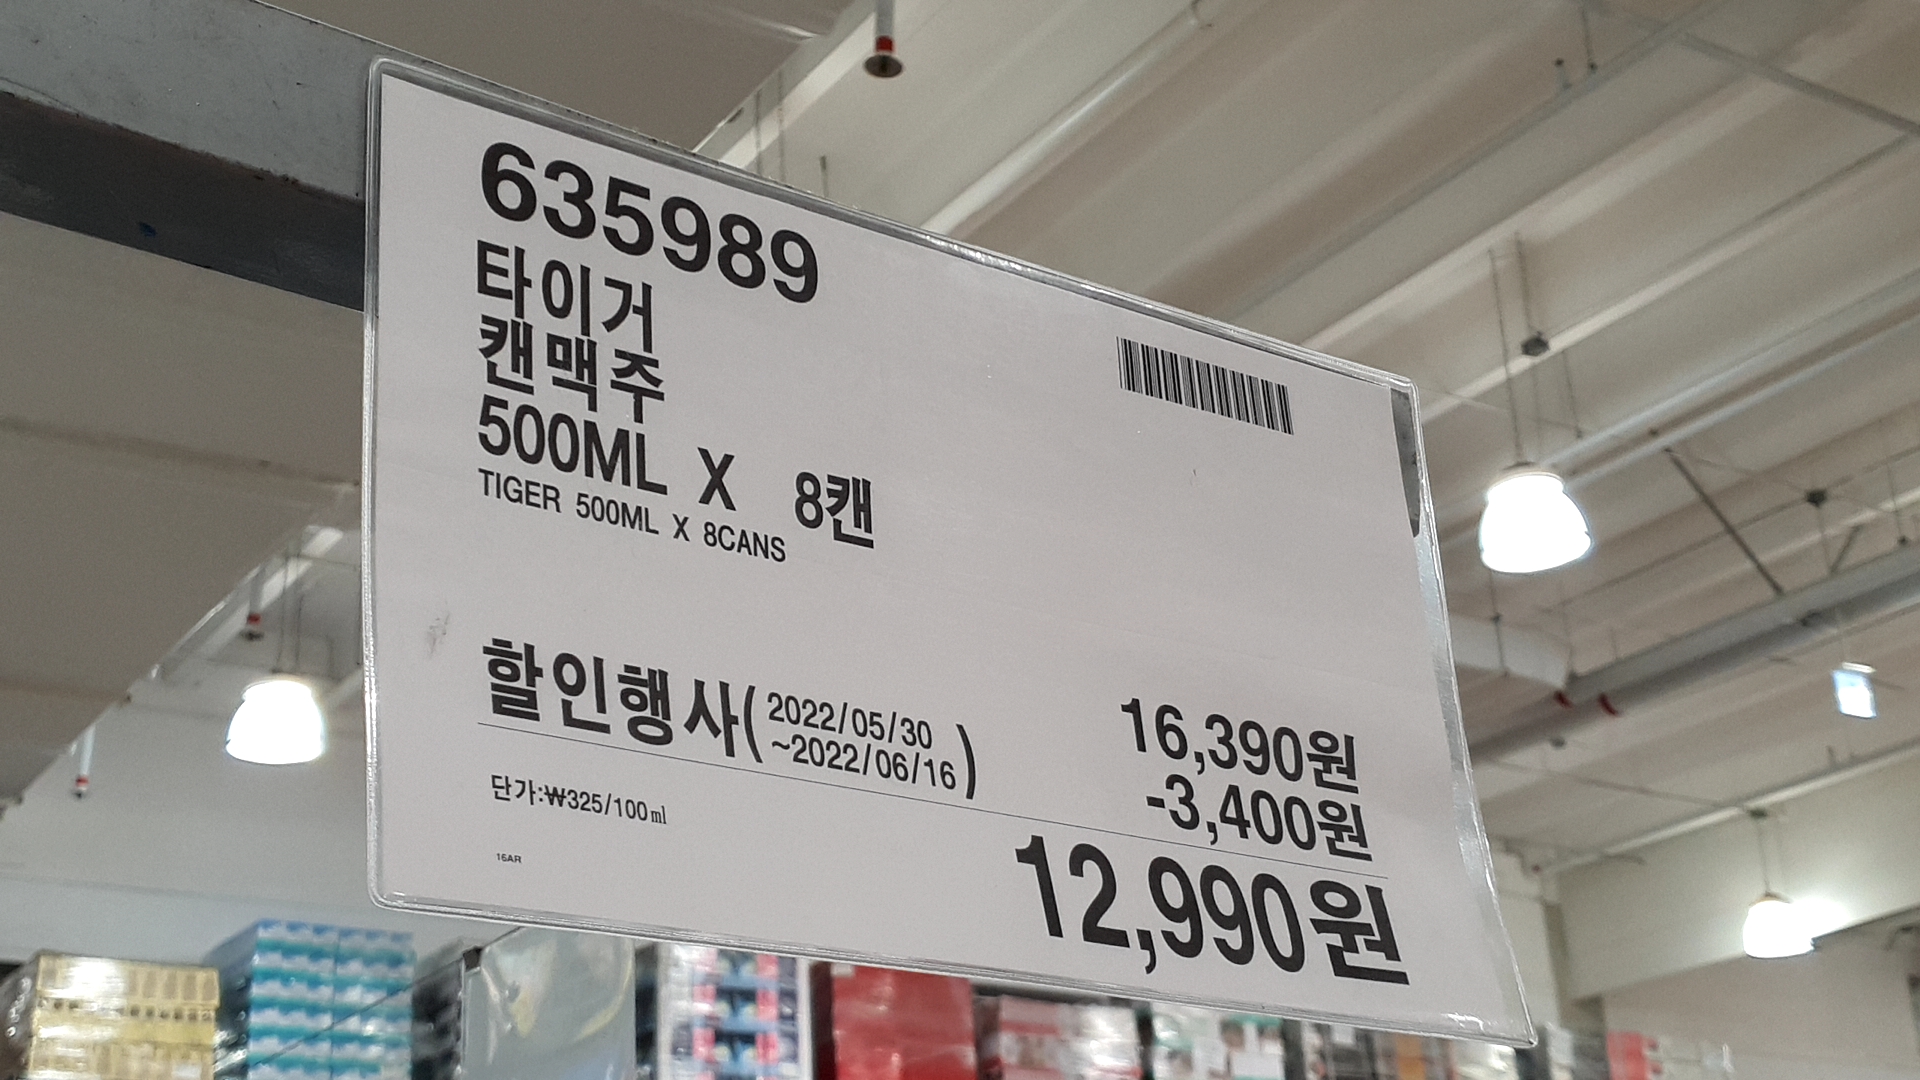 635989
타이거
캔맥주
500ML X 8캔
TIGER 500ML X 8CANS
할인행사(2022/05/30
~2022/06/16)
16,390원
-3,400원
단가:₩325/100㎖
12,990원
16AR